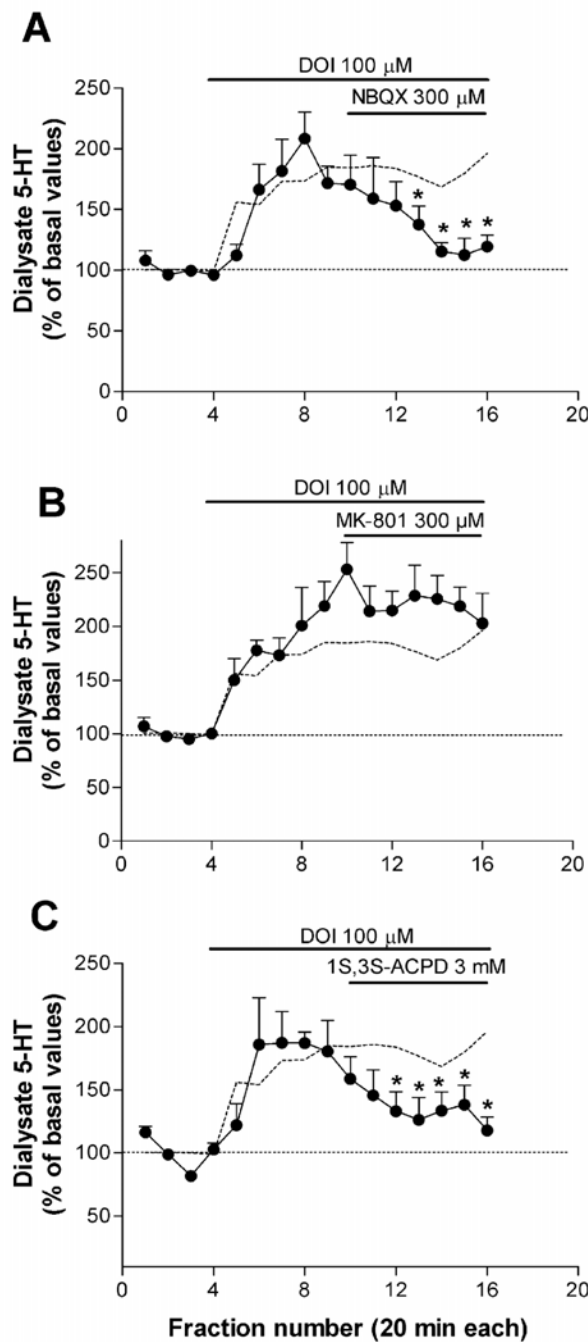 A
DOI 100 µM
NBQX 300 µM
Dialysate 5-HT
(% of basal values)
250
200
150
100
50
0
* * * *
0 4 8 12 16 20
B
DOI 100 µM
MK-801 300 µM
Dialysate 5-HT
(% of basal values)
250
200
150
100
50
0
0 4 8 12 16 20
C
DOI 100 µM
1S,3S-ACPD 3 mM
Dialysate 5-HT
(% of basal values)
250
200
150
100
50
* * * * *
0 4 8 12 16 20
Fraction number (20 min each)